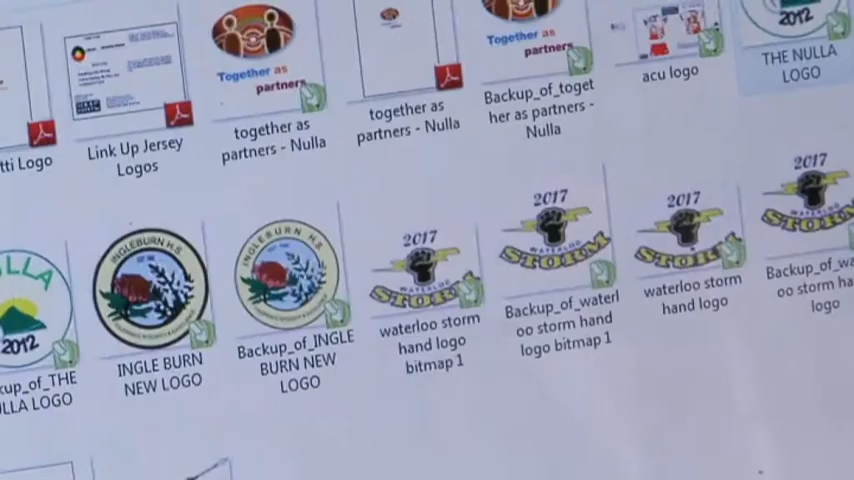 2012
Together as
partners
Together as
partners
tti Logo
Link Up Jersey
Logos
together as
partners - Nulla
together as
partners - Nulla
Backup_of_toget
her as partners -
Nulla
acu logo
THE NULLA
LOGO
ULLA
2012
INGLEBURN H.S.
INGLEBURN H.S.
2017
WATERLOO
STORM
2017
WATERLOO
STORM
2017
WATERLOO
STORM
2017
WATERLOO
STORM
kup_of_THE
ULLA LOGO
INGLE BURN
NEW LOGO
Backup_of_INGLE
BURN NEW
LOGO
waterloo storm
hand logo
bitmap 1
Backup_of_waterl
oo storm hand
logo bitmap 1
waterloo storm
hand logo
Backup_of_wa
oo storm ha
logo